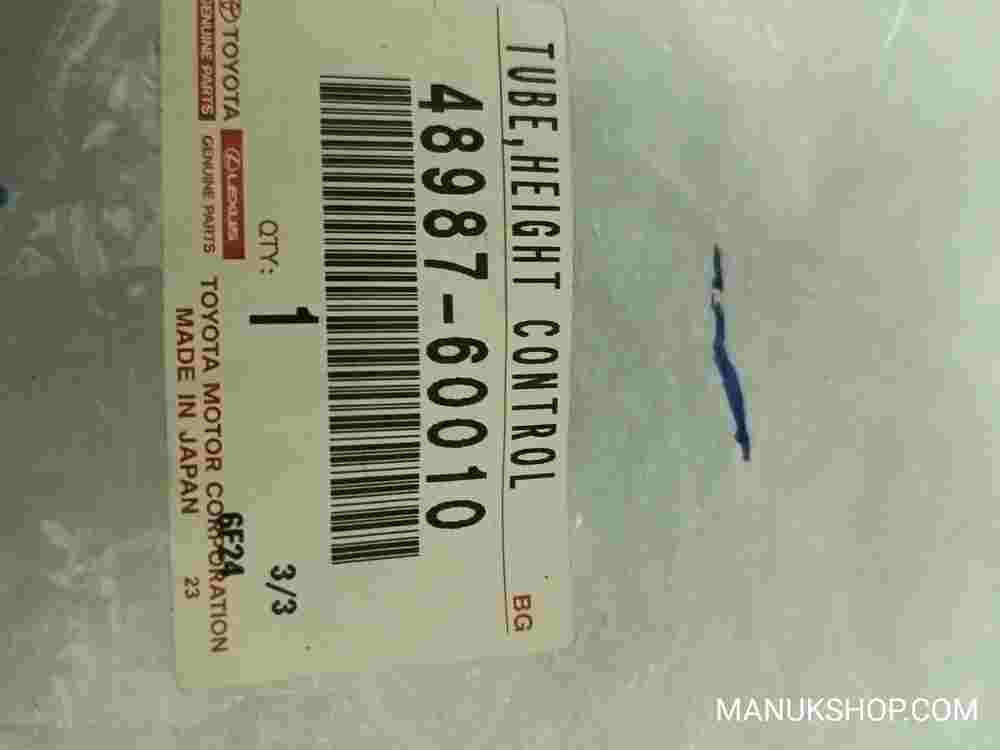 TUBE,HEIGHT CONTROL BG
48987-60010
QTY: 1 3/3
6F24
TOYOTA LEXUS
GENUINE PARTS GENUINE PARTS
TOYOTA MOTOR CORPORATION
MADE IN JAPAN 23
MANUKSHOP.COM